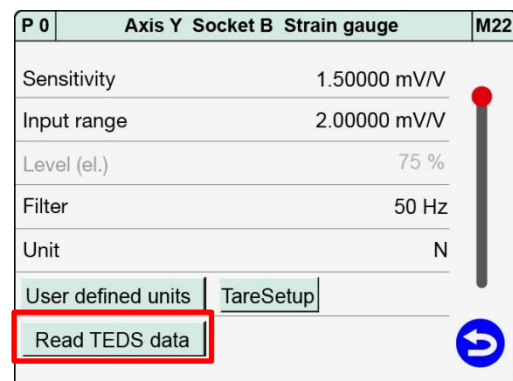 P 0 Axis Y Socket B Strain gauge M22
Sensitivity 1.50000 mV/V
Input range 2.00000 mV/V
Level (el.) 75 %
Filter 50 Hz
Unit N
User defined units TareSetup
Read TEDS data